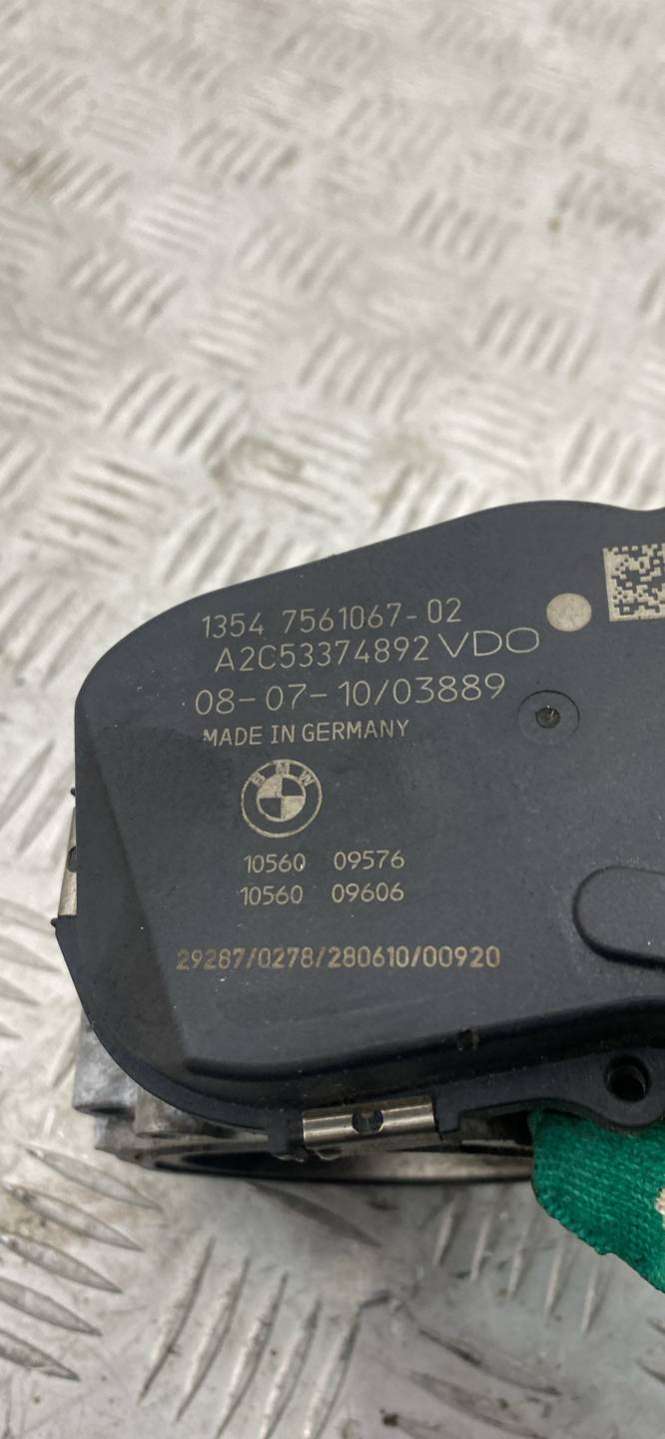 1354 7561067-02
A2C53374892 VDO
08-07-10/03889
MADE IN GERMANY
BMW
10560 09576
10560 09606
29287/0278/280610/00920